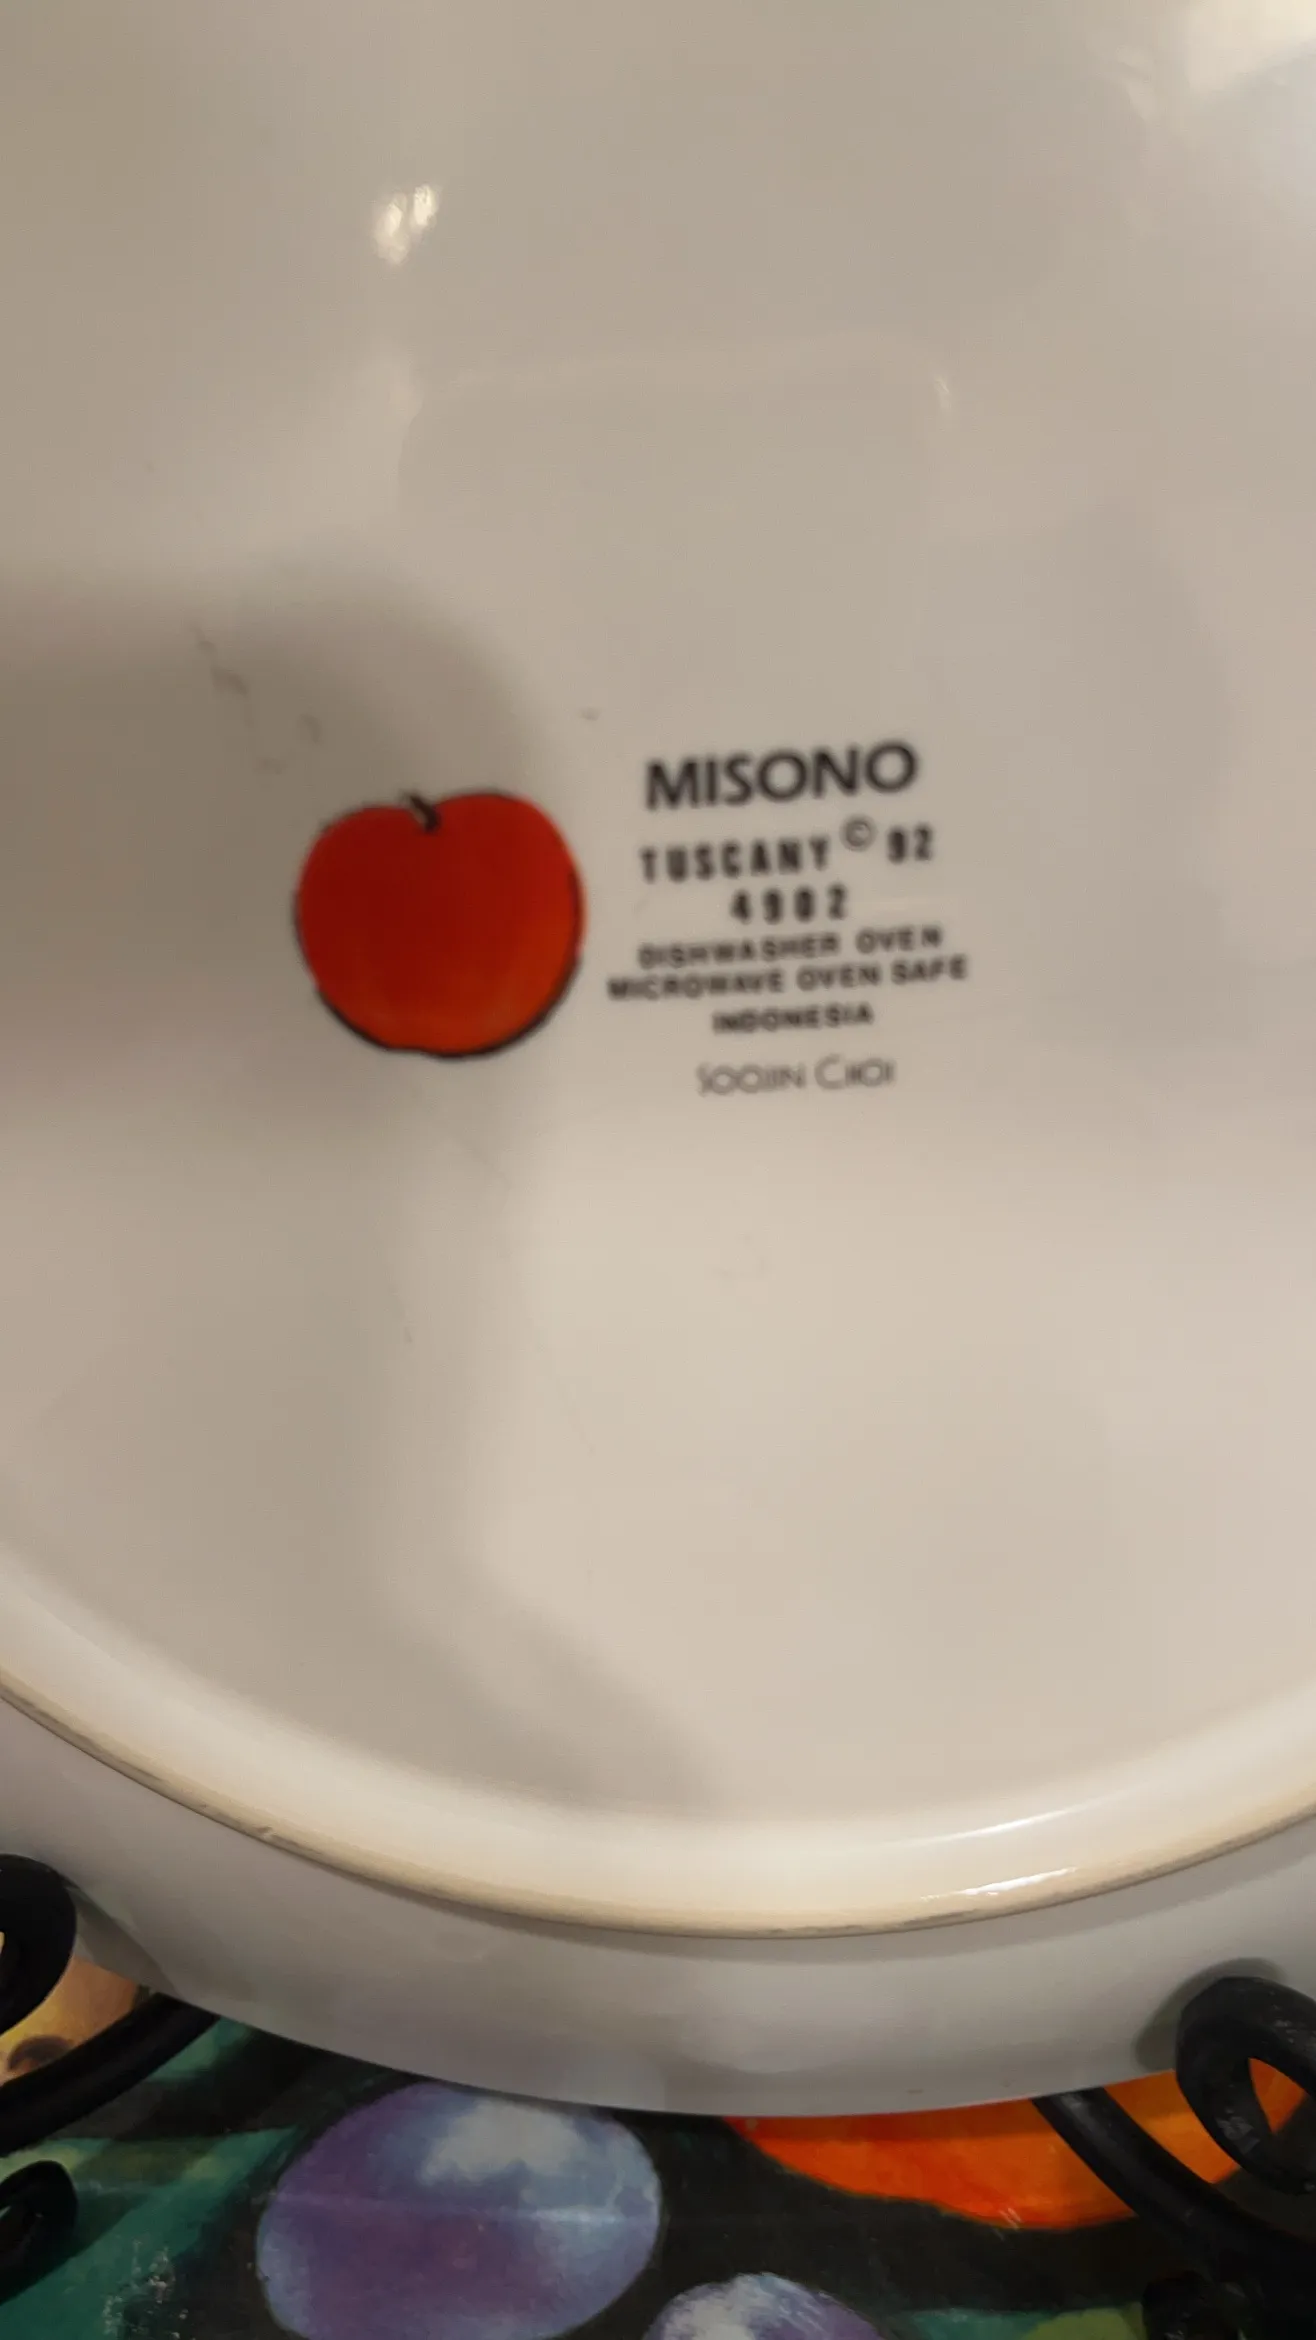 MISONO
TUSCANY © 92
4902
DISHWASHER OVEN
MICROWAVE OVEN SAFE
INDONESIA
SOOJIN CHOI